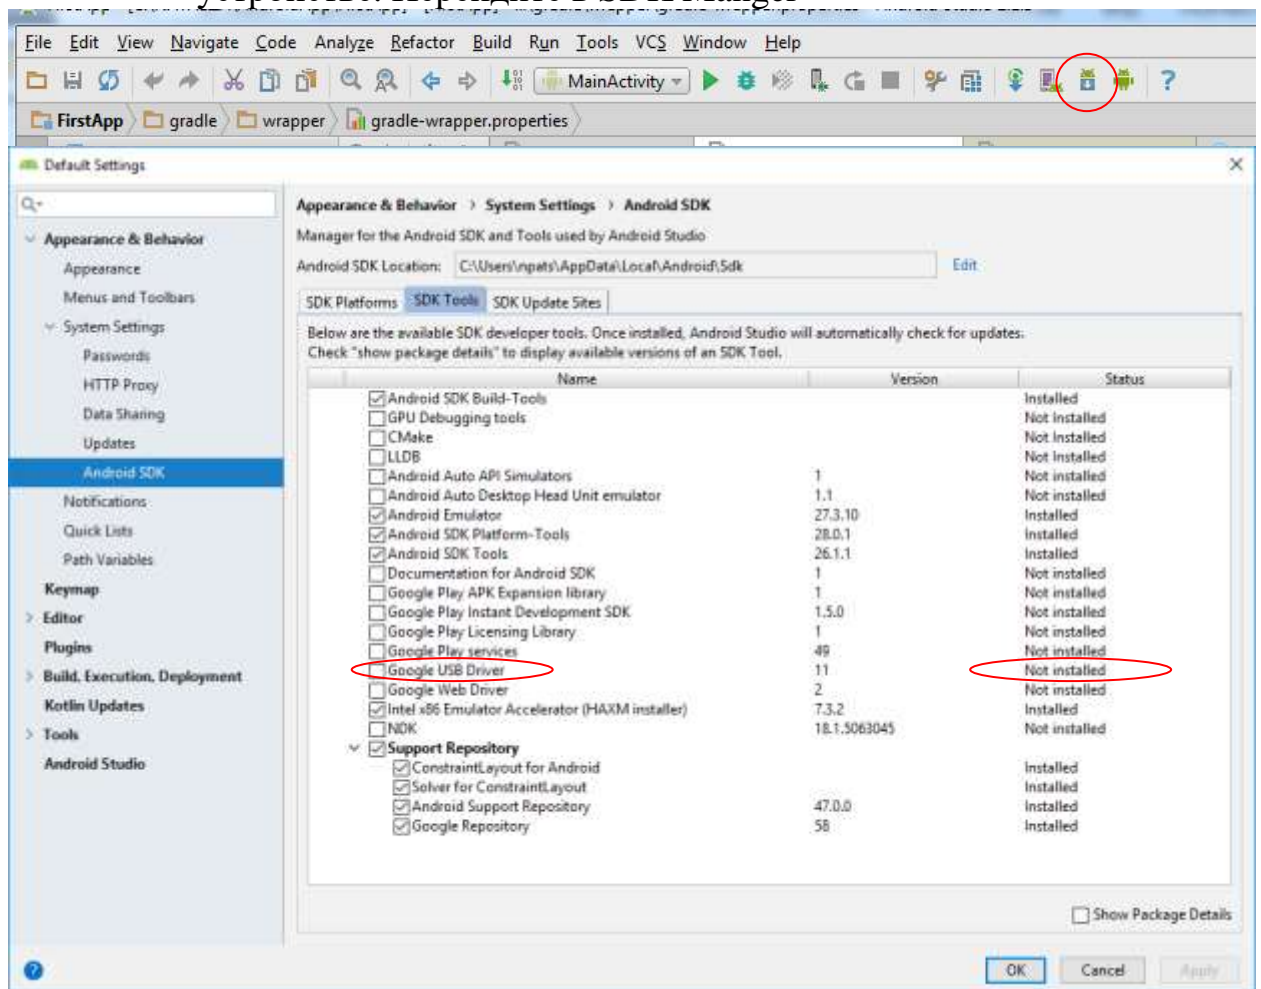 устройство. Перейдите в SDK Manger
File Edit View Navigate Code Analyze Refactor Build Run Tools VCS Window Help
MainActivity
FirstApp gradle wrapper gradle-wrapper.properties
Default Settings
Appearance & Behavior > System Settings > Android SDK
Manager for the Android SDK and Tools used by Android Studio
Android SDK Location: C:\Users\npats\AppData\Local\Android\Sdk Edit
Appearance & Behavior
Appearance
Menus and Toolbars
System Settings
Passwords
HTTP Proxy
Data Sharing
Updates
Android SDK
Notifications
Quick Lists
Path Variables
Keymap
Editor
Plugins
Build, Execution, Deployment
Kotlin Updates
Tools
Android Studio
SDK Platforms SDK Tools SDK Update Sites
Below are the available SDK developer tools. Once installed, Android Studio will automatically check for updates.
Check "show package details" to display available versions of an SDK Tool.
Name Version Status
Android SDK Build-Tools Installed
GPU Debugging tools Not installed
CMake Not installed
LLDB Not installed
Android Auto API Simulators 1 Not installed
Android Auto Desktop Head Unit emulator 1.1 Not installed
Android Emulator 27.3.10 Installed
Android SDK Platform-Tools 28.0.1 Installed
Android SDK Tools 26.1.1 Installed
Documentation for Android SDK 1 Not installed
Google Play APK Expansion library 1 Not installed
Google Play Instant Development SDK 1.5.0 Not installed
Google Play Licensing Library 1 Not installed
Google Play services 49 Not installed
Google USB Driver 11 Not installed
Google Web Driver 2 Not installed
Intel x86 Emulator Accelerator (HAXM installer) 7.3.2 Installed
NDK 18.1.5063045 Not installed
Support Repository
ConstraintLayout for Android Installed
Solver for ConstraintLayout Installed
Android Support Repository 47.0.0 Installed
Google Repository 58 Installed
Show Package Details
OK Cancel Apply